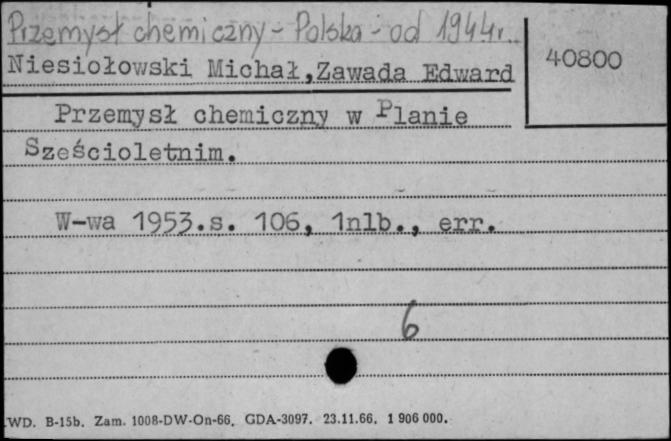 Przemysł chemiczny - Polska - od 1944r.
40800
Niesiołowski Michał,Zawada Edward
Przemysł chemiczny w Planie
Sześcioletnim.
W-wa 1953.s. 106, 1nlb., err.
6
WD. B-15b. Zam. 1008-DW-On-66. GDA-3097. 23.11.66. 1 906 000.